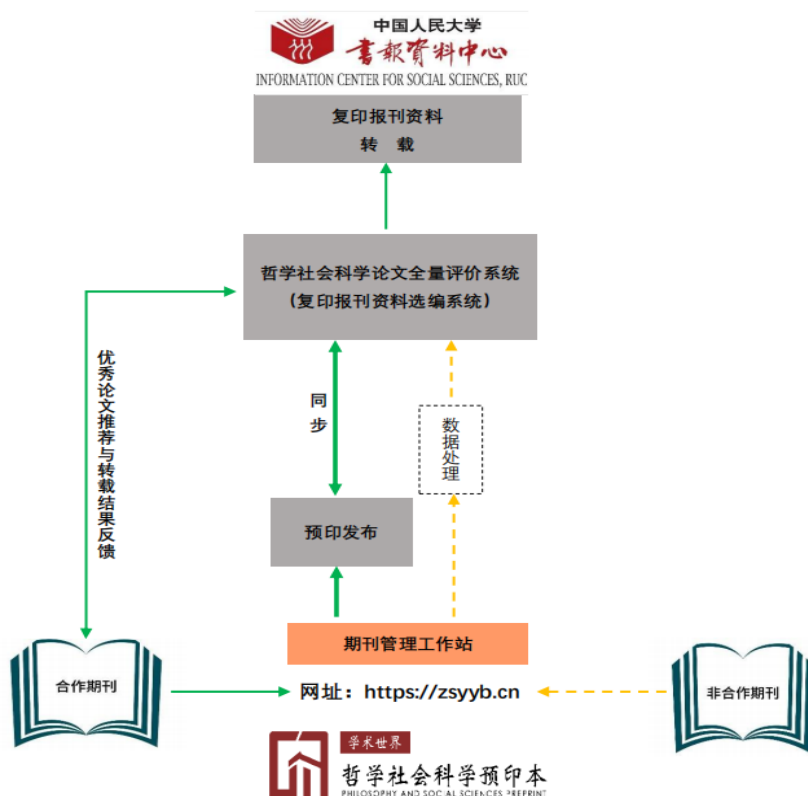 中国人民大学
書報資料中心
INFORMATION CENTER FOR SOCIAL SCIENCES, RUC
复印报刊资料
转 载
哲学社会科学论文全量评价系统
(复印报刊资料选编系统)
优秀论文推荐与转载结果反馈
同步
数据处理
预印发布
期刊管理工作站
合作期刊
网址：https://zsyyb.cn
非合作期刊
学术世界
哲学社会科学预印本
PHILOSOPHY AND SOCIAL SCIENCES PREPRINT